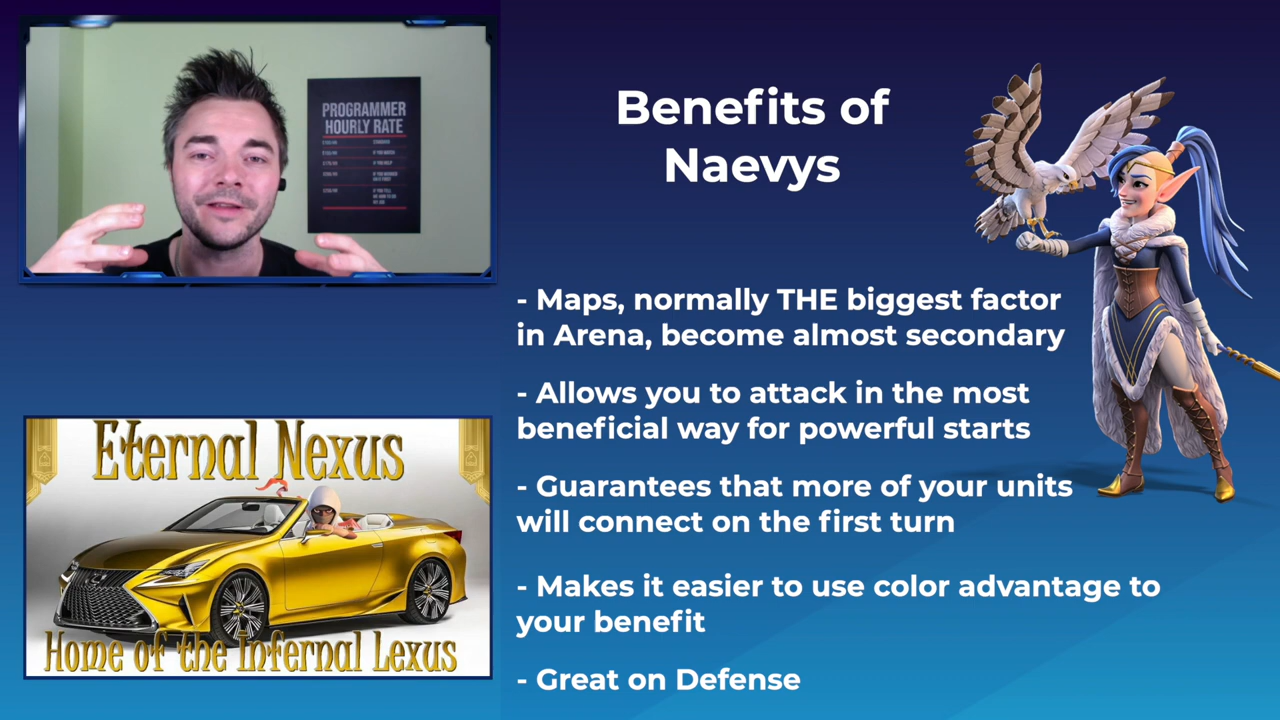 PROGRAMMER
HOURLY RATE
Benefits of
Naevys
- Maps, normally THE biggest factor
in Arena, become almost secondary
- Allows you to attack in the most
beneficial way for powerful starts
- Guarantees that more of your units
will connect on the first turn
- Makes it easier to use color advantage to
your benefit
- Great on Defense
Eternal Nexus
Home of the Infernal Lexus